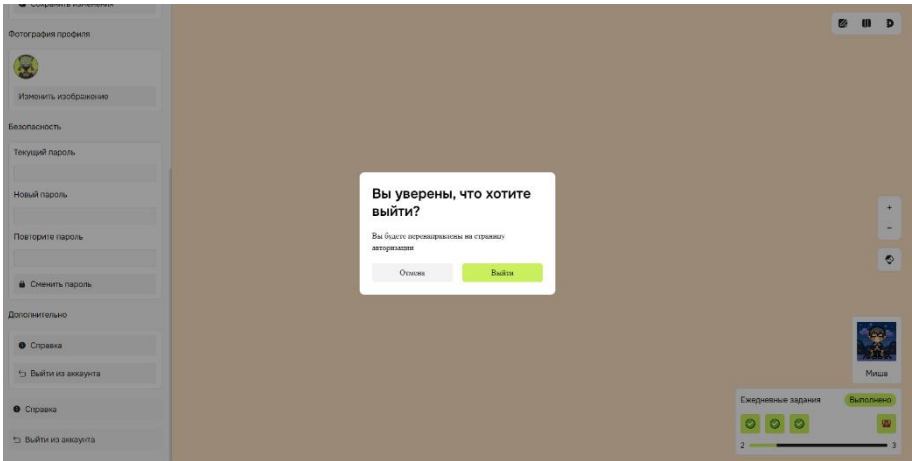 Сохранить изменения
Фотография профиля
Изменить изображение
Безопасность
Текущий пароль
Новый пароль
Повторите пароль
Сменить пароль
Дополнительно
Справка
Выйти из аккаунта
Справка
Выйти из аккаунта
Вы уверены, что хотите
выйти?
Вы будете перенаправлены на страницу
авторизации
Отмена
Выйти
+
-
Миша
Ежедневные задания
Выполнено
2
3